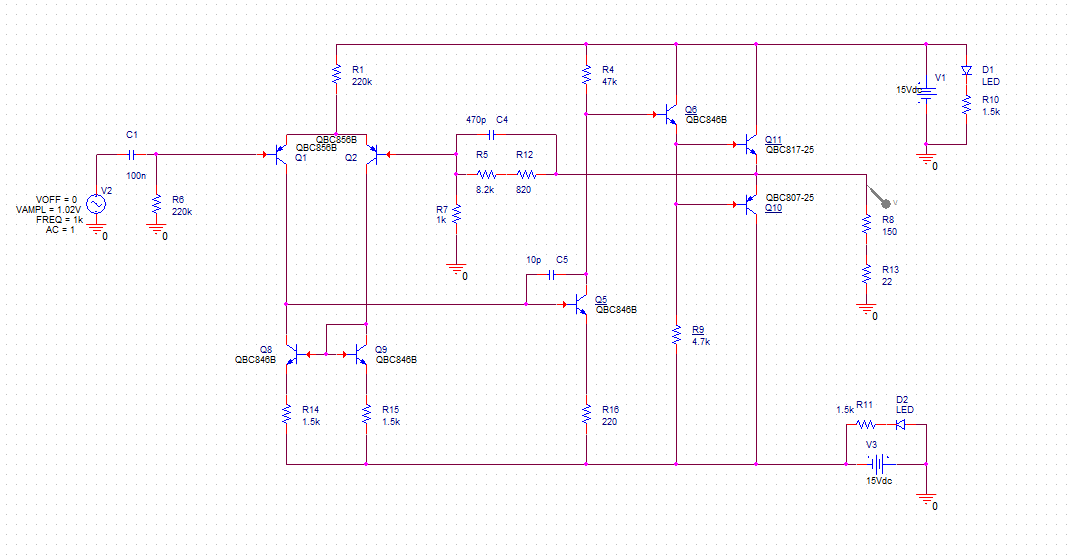 R1
220k
R4
47k
Q6
QBC846B
V1
15Vdc
D1
LED
R10
1.5k
0
C1
100n
QBC856B
QBC856B
Q1
Q2
470p C4
R5
8.2k
R12
820
Q11
QBC817-25
V2
VOFF = 0
VAMPL = 1.02V
FREQ = 1k
AC = 1
0
R6
220k
0
R7
1k
0
QBC807-25
Q10
V
R8
150
R13
22
0
10p C5
Q5
QBC846B
Q8
QBC846B
Q9
QBC846B
R9
4.7k
R14
1.5k
R15
1.5k
R16
220
1.5k R11
D2
LED
V3
15Vdc
0